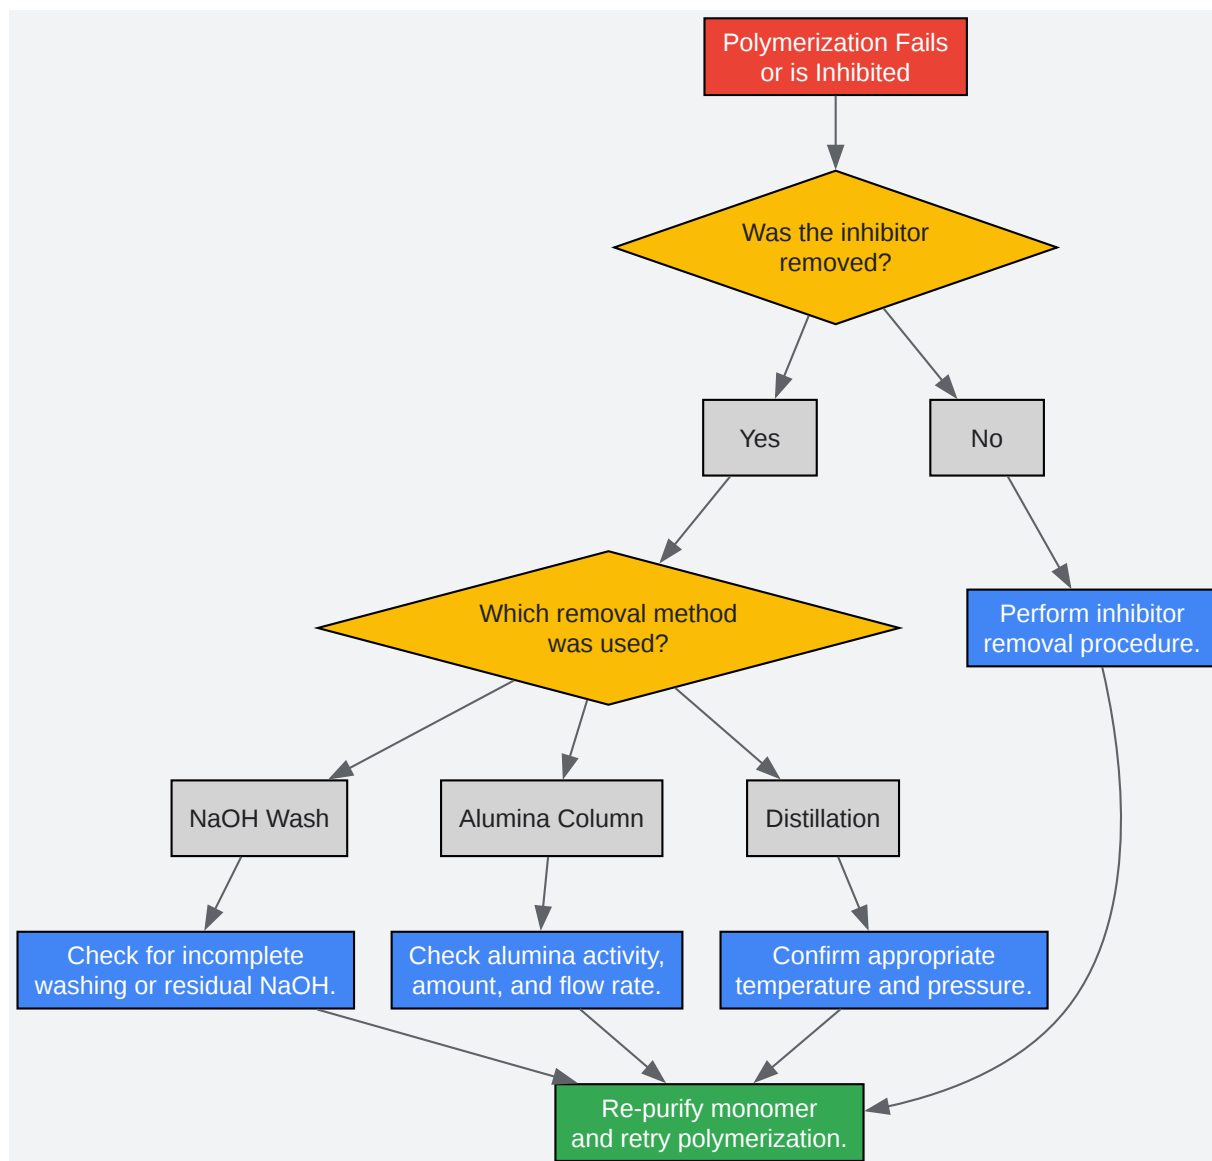 Polymerization Fails
or is Inhibited
Was the inhibitor
removed?
Yes
No
Which removal method
was used?
Perform inhibitor
removal procedure.
NaOH Wash
Alumina Column
Distillation
Check for incomplete
washing or residual NaOH.
Check alumina activity,
amount, and flow rate.
Confirm appropriate
temperature and pressure.
Re-purify monomer
and retry polymerization.